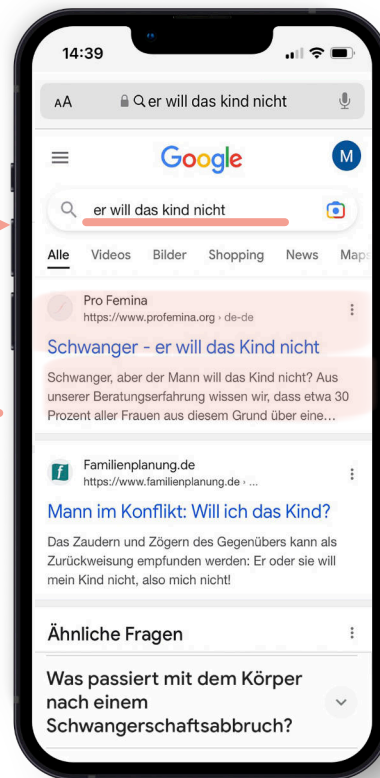 14:39
AA er will das kind nicht
Google
M
er will das kind nicht
Alle Videos Bilder Shopping News Maps
Pro Femina
https://www.profemina.org › de-de
Schwanger - er will das Kind nicht
Schwanger, aber der Mann will das Kind nicht? Aus
unserer Beratungserfahrung wissen wir, dass etwa 30
Prozent aller Frauen aus diesem Grund über eine...
f
Familienplanung.de
https://www.familienplanung.de › ...
Mann im Konflikt: Will ich das Kind?
Das Zaudern und Zögern des Gegenübers kann als
Zurückweisung empfunden werden: Er oder sie will
mein Kind nicht, also mich nicht!
Ähnliche Fragen
Was passiert mit dem Körper
nach einem
Schwangerschaftsabbruch?